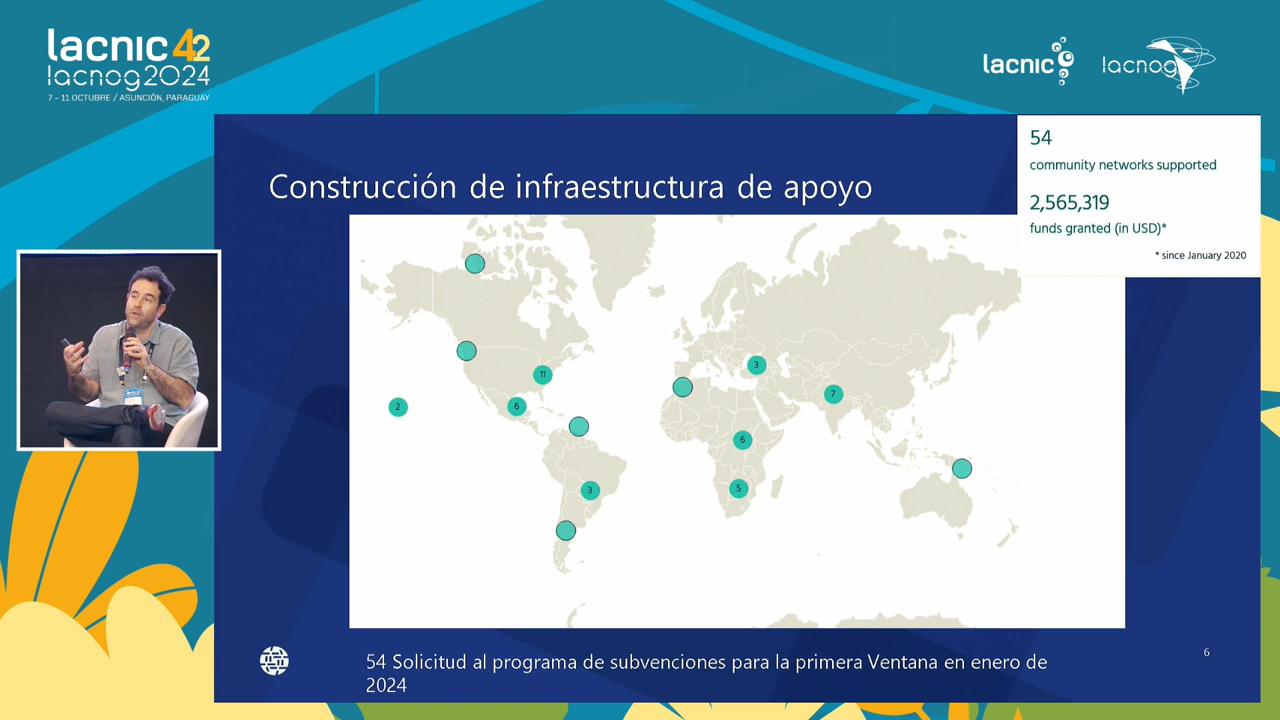 lacnic 42
lacnog2024
7 - 11 OCTUBRE / ASUNCIÓN, PARAGUAY
lacnic
lacnog
54
community networks supported
2,565,319
funds granted (in USD)*
* since January 2020
Construcción de infraestructura de apoyo
3
11
7
2
6
6
5
3
54 Solicitud al programa de subvenciones para la primera Ventana en enero de
2024
6